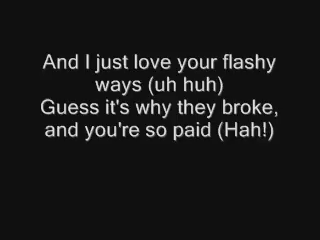 And I just love your flashy
ways (uh huh)
Guess it's why they broke,
and you're so paid (Hah!)